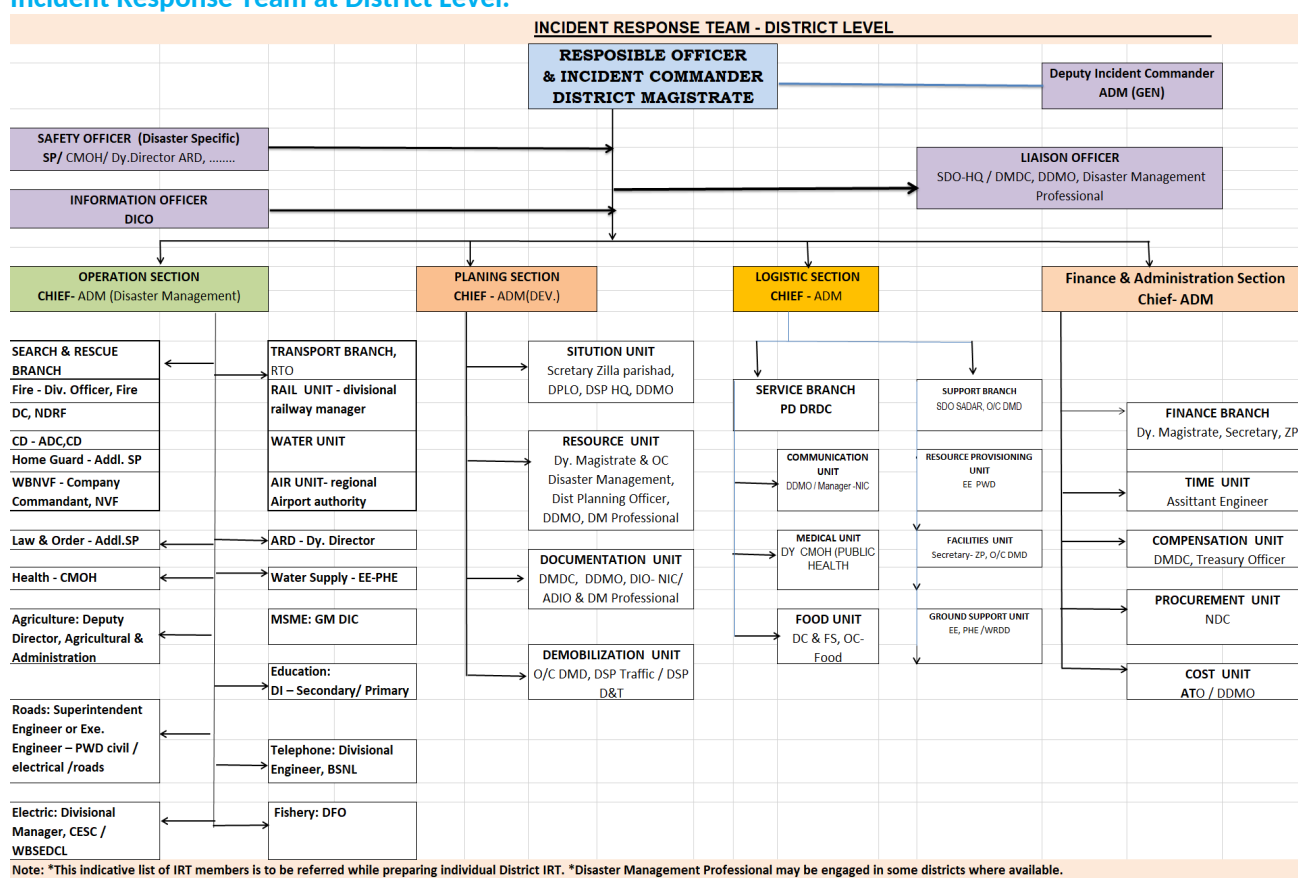 Incident Response Team at District Level.
INCIDENT RESPONSE TEAM - DISTRICT LEVEL
RESPOSIBLE OFFICER
& INCIDENT COMMANDER
DISTRICT MAGISTRATE
Deputy Incident Commander
ADM (GEN)
SAFETY OFFICER (Disaster Specific)
SP/ CMOH/ Dy.Director ARD, ........
LIAISON OFFICER
SDO-HQ / DMDC, DDMO, Disaster Management
Professional
INFORMATION OFFICER
DICO
OPERATION SECTION
CHIEF- ADM (Disaster Management)
PLANING SECTION
CHIEF - ADM(DEV.)
LOGISTIC SECTION
CHIEF - ADM
Finance & Administration Section
Chief- ADM
SEARCH & RESCUE
BRANCH
Fire - Div. Officer, Fire
DC, NDRF
CD - ADC,CD
Home Guard - Addl. SP
WBNVF - Company
Commandant, NVF
Law & Order - Addl.SP
Health - CMOH
Agriculture: Deputy
Director, Agricultural &
Administration
Roads: Superintendent
Engineer or Exe.
Engineer – PWD civil /
electrical /roads
Electric: Divisional
Manager, CESC /
WBSEDCL
TRANSPORT BRANCH,
RTO
RAIL UNIT - divisional
railway manager
WATER UNIT
AIR UNIT- regional
Airport authority
ARD - Dy. Director
Water Supply - EE-PHE
MSME: GM DIC
Education:
DI – Secondary/ Primary
Telephone: Divisional
Engineer, BSNL
Fishery: DFO
SITUTION UNIT
Scretary Zilla parishad,
DPLO, DSP HQ, DDMO
RESOURCE UNIT
Dy. Magistrate & OC
Disaster Management,
Dist Planning Officer,
DDMO, DM Professional
DOCUMENTATION UNIT
DMDC, DDMO, DIO- NIC/
ADIO & DM Professional
DEMOBILIZATION UNIT
O/C DMD, DSP Traffic / DSP
D&T
SERVICE BRANCH
PD DRDC
COMMUNICATION
UNIT
DDMO / Manager -NIC
MEDICAL UNIT
DY CMOH (PUBLIC
HEALTH
FOOD UNIT
DC & FS, OC-
Food
SUPPORT BRANCH
SDO SADAR, O/C DMD
RESOURCE PROVISIONING
UNIT
EE PWD
FACILITIES UNIT
Secretary- ZP, O/C DMD
GROUND SUPPORT UNIT
EE, PHE /WRDD
FINANCE BRANCH
Dy. Magistrate, Secretary, ZP
TIME UNIT
Assittant Engineer
COMPENSATION UNIT
DMDC, Treasury Officer
PROCUREMENT UNIT
NDC
COST UNIT
ATO / DDMO
Note: *This indicative list of IRT members is to be referred while preparing individual District IRT. *Disaster Management Professional may be engaged in some districts where available.